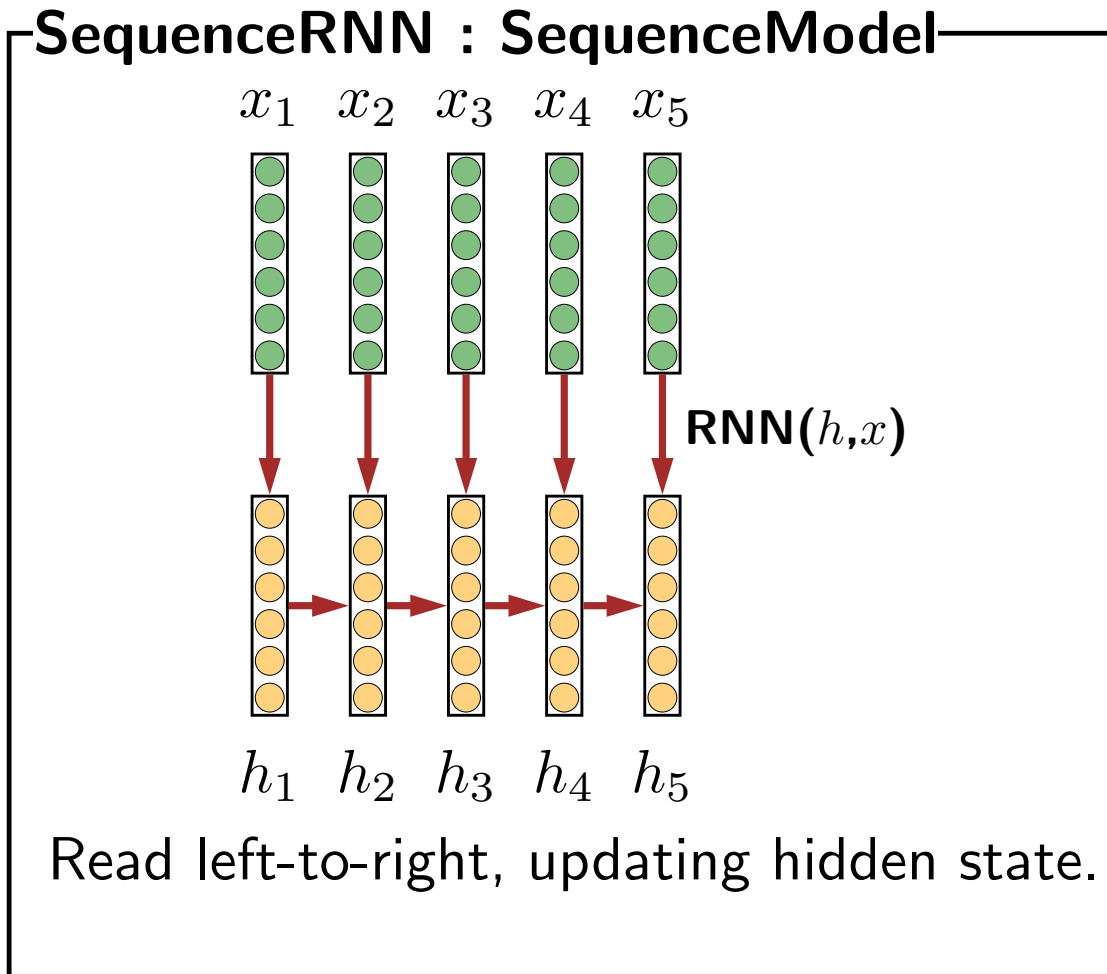 SequenceRNN : SequenceModel
x₁ x₂ x₃ x₄ x₅
RNN(h,x)
h₁ h₂ h₃ h₄ h₅
Read left-to-right, updating hidden state.